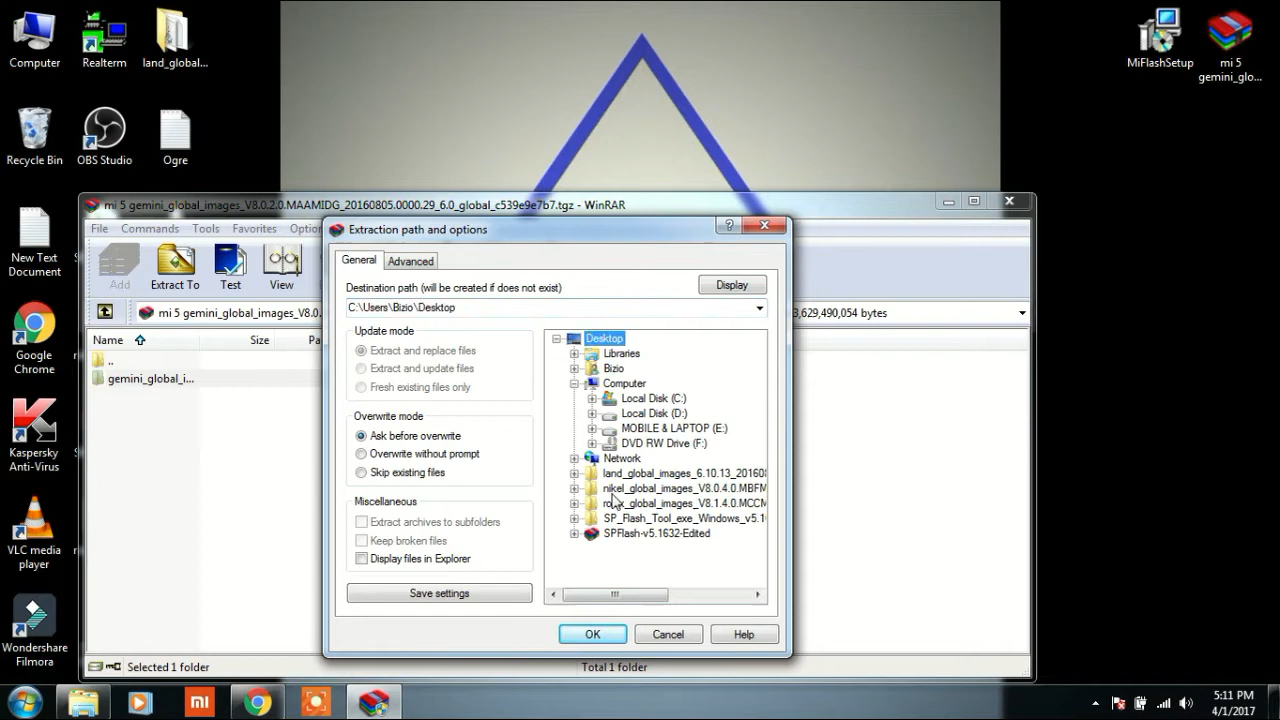 Computer
Realterm
land_global...
MiFlashSetup
mi 5
gemini_glo...
Recycle Bin
OBS Studio
Ogre
New Text
Document
Google
Chrome
Kaspersky
Anti-Virus
VLC media
player
Wondershare
Filmora
mi 5 gemini_global_images_V8.0.2.0.MAAMIDG_20160805.0000.29_6.0_global_c539e9e7b7.tgz - WinRAR
File
Commands
Tools
Favorites
Option
Add
Extract To
Test
View
mi 5 gemini_global_images_V8.0.
3,629,490,054 bytes
Name
Size
Pa
..
gemini_global_i...
Selected 1 folder
Total 1 folder
Extraction path and options
?
General
Advanced
Destination path (will be created if does not exist)
Display
C:\Users\Bizio\Desktop
Update mode
Extract and replace files
Extract and update files
Fresh existing files only
Overwrite mode
Ask before overwrite
Overwrite without prompt
Skip existing files
Miscellaneous
Extract archives to subfolders
Keep broken files
Display files in Explorer
Save settings
Desktop
Libraries
Bizio
Computer
Local Disk (C:)
Local Disk (D:)
MOBILE & LAPTOP (E:)
DVD RW Drive (F:)
Network
land_global_images_6.10.13_20160
nikel_global_images_V8.0.4.0.MBFM
_global_images_V8.1.4.0.MCCM
SP_Flash_Tool_exe_Windows_v5.1
SPFlash-v5.1632-Edited
OK
Cancel
Help
mi
5:11 PM
4/1/2017